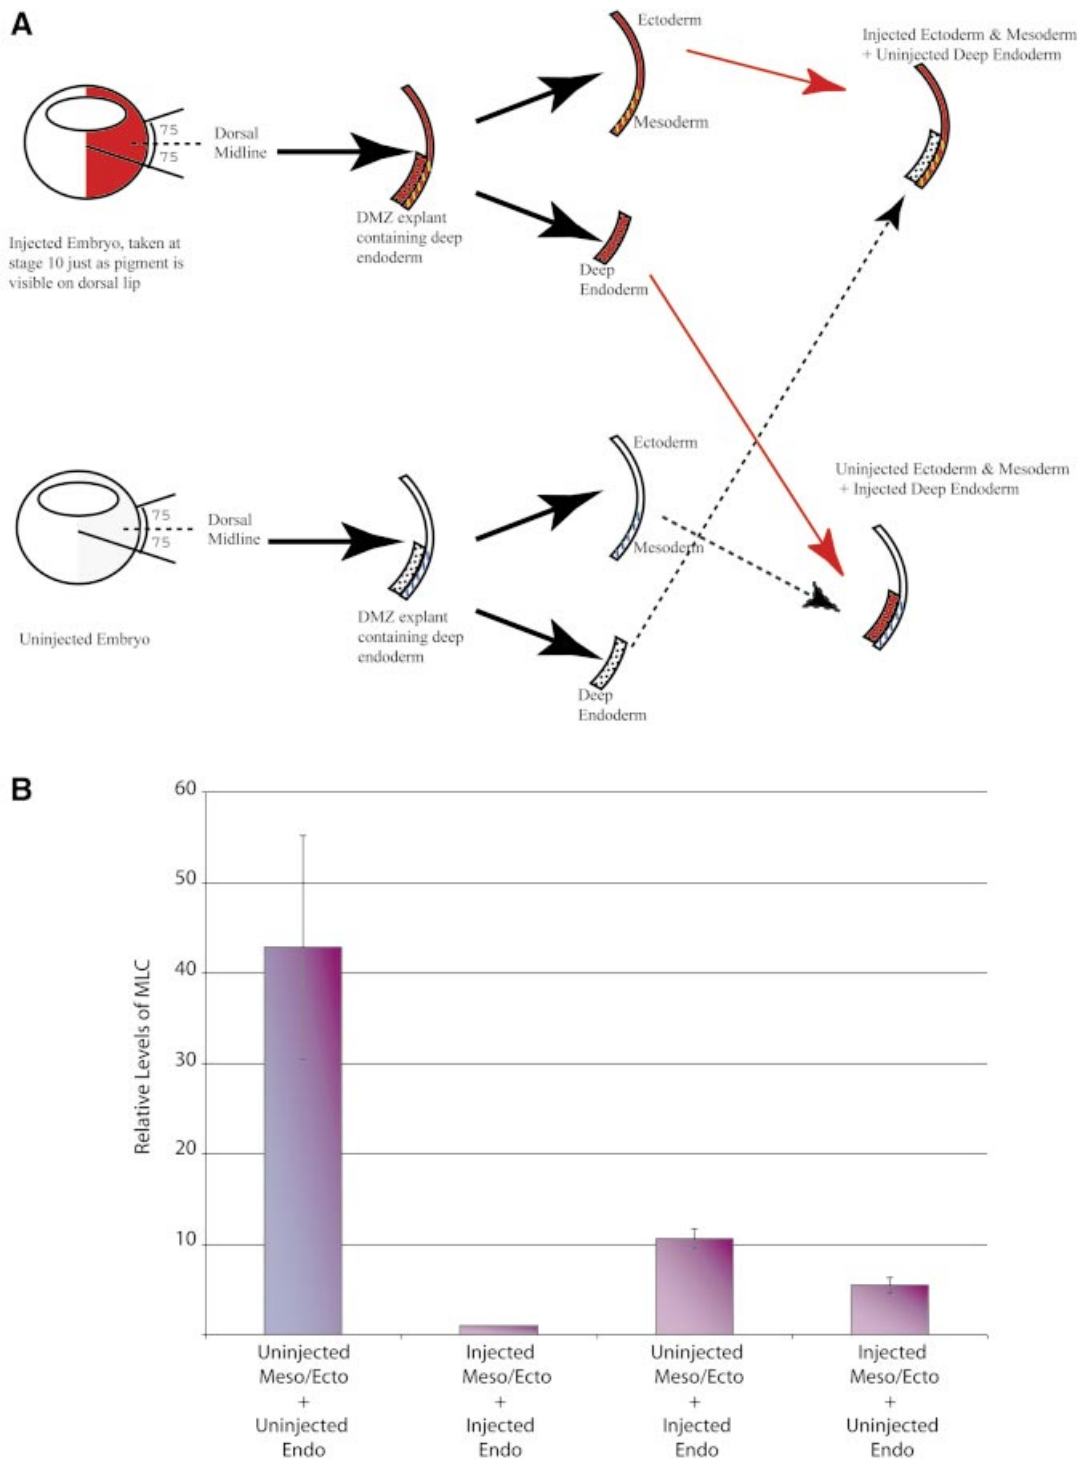 A
Ectoderm
Injected Ectoderm & Mesoderm
+ Uninjected Deep Endoderm
75
75
Dorsal
Midline
Mesoderm
Injected Embryo, taken at
stage 10 just as pigment is
visible on dorsal lip
DMZ explant
containing deep
endoderm
Deep
Endoderm
Ectoderm
Uninjected Ectoderm & Mesoderm
+ Injected Deep Endoderm
75
75
Dorsal
Midline
Mesoderm
Uninjected Embryo
DMZ explant
containing deep
endoderm
Deep
Endoderm
B
60
50
40
30
20
10
Relative Levels of MLC
Uninjected
Meso/Ecto
+
Uninjected
Endo
Injected
Meso/Ecto
+
Injected
Endo
Uninjected
Meso/Ecto
+
Injected
Endo
Injected
Meso/Ecto
+
Uninjected
Endo